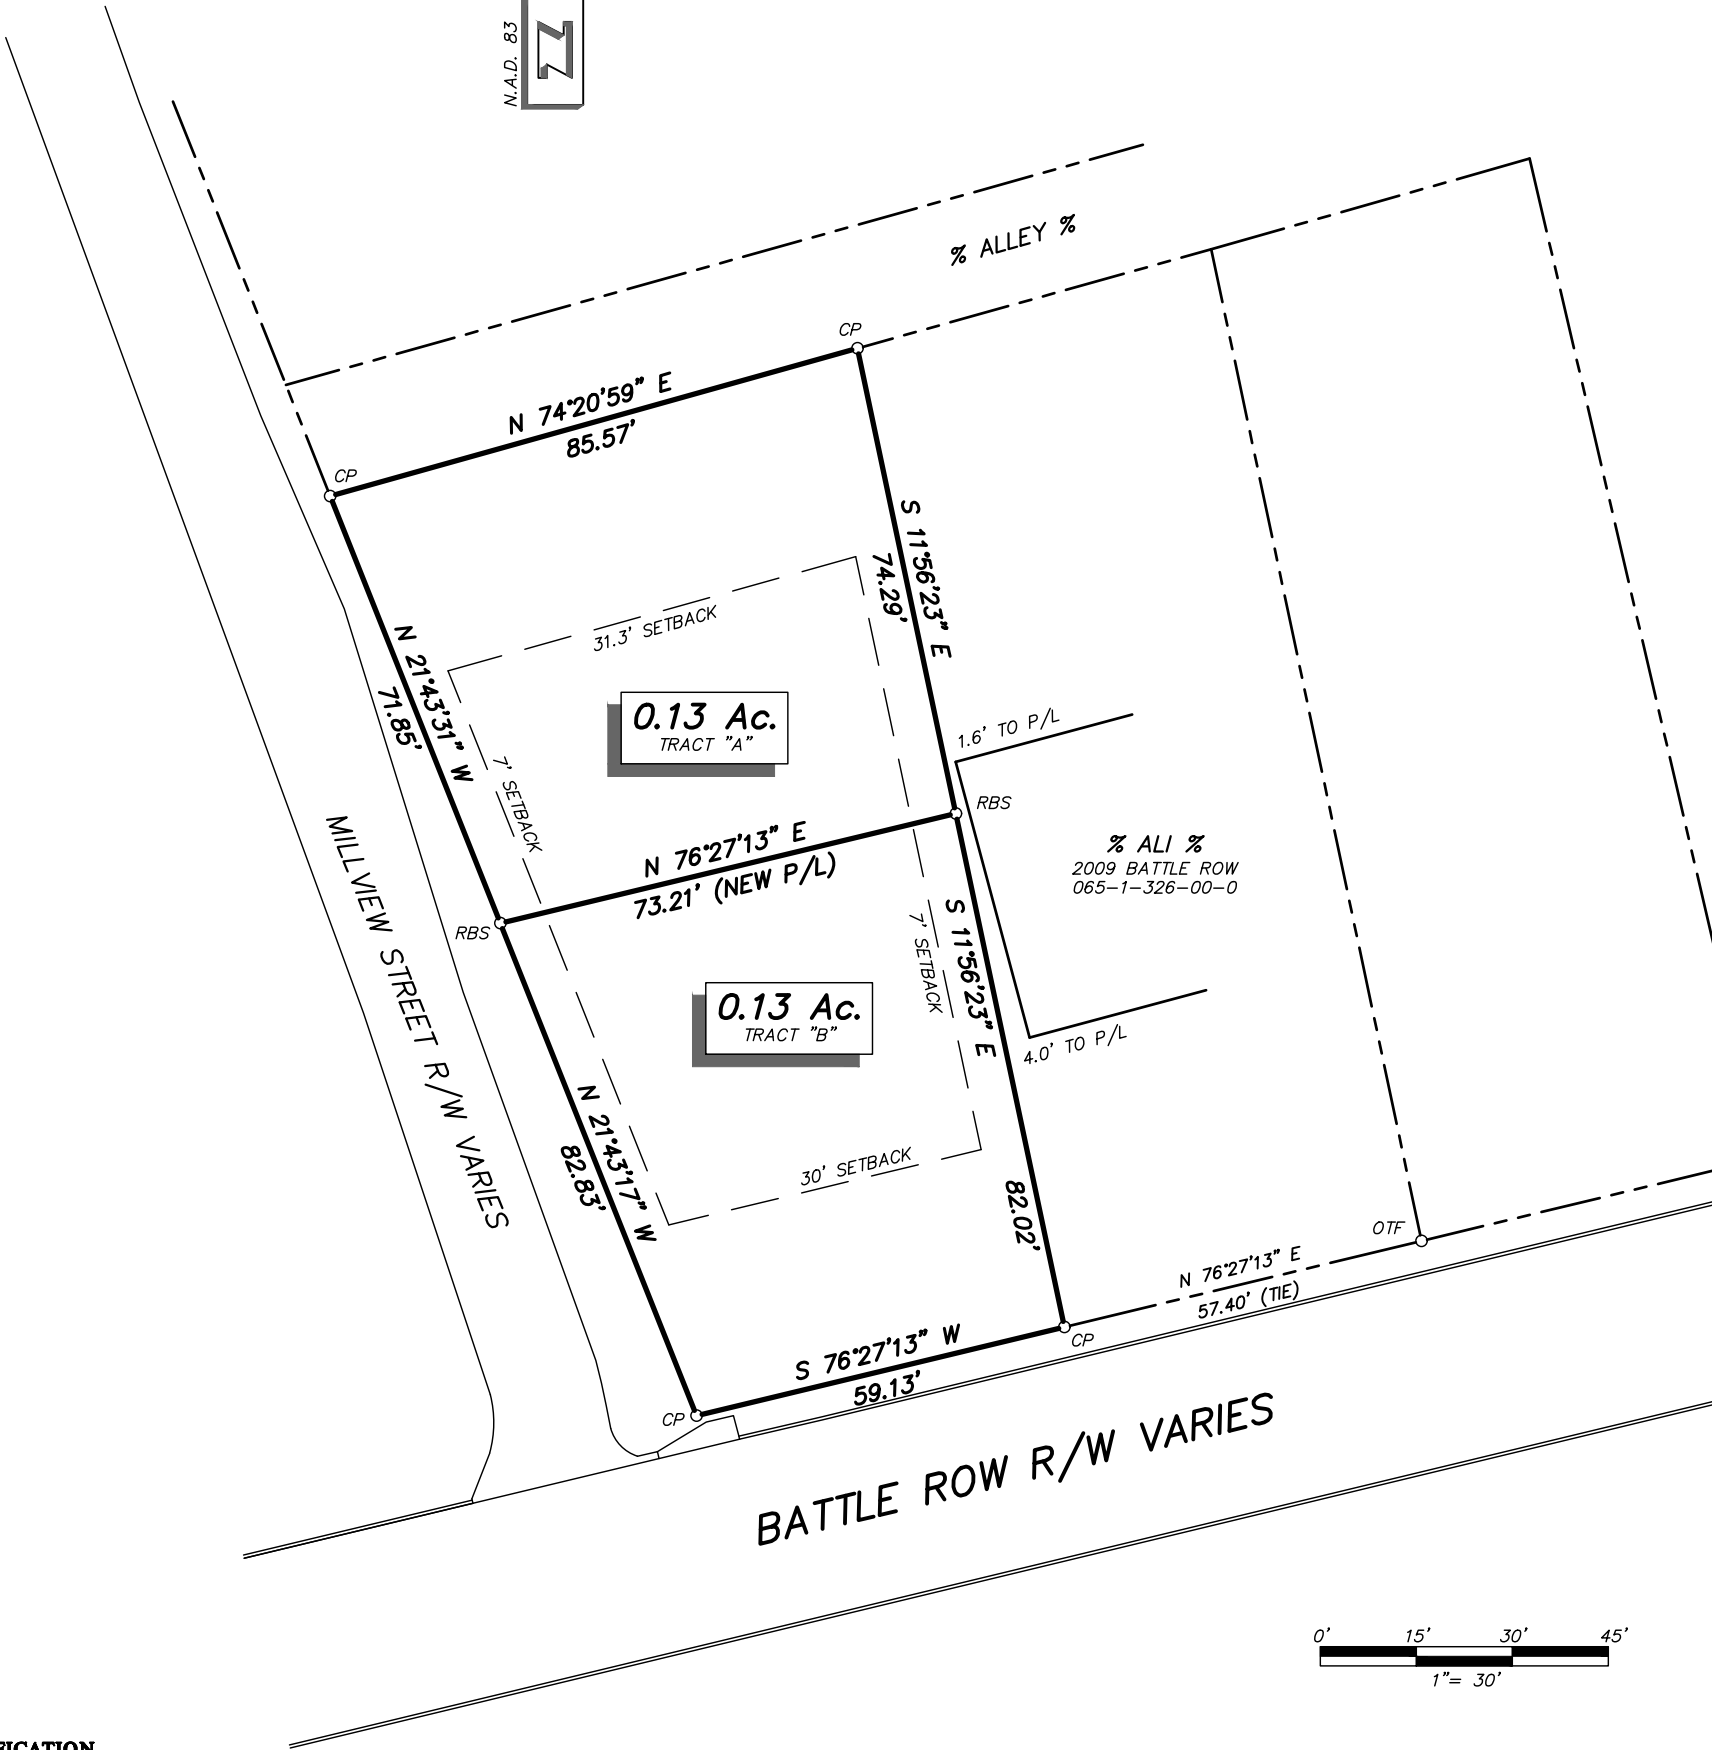 N.A.D. 83
Z
% ALLEY %
CP
N 74°20'59" E
85.57'
CP
S 11°56'23" E
74.29'
31.3' SETBACK
N 21°43'31" W
71.85'
0.13 Ac.
TRACT "A"
7' SETBACK
1.6' TO P/L
RBS
N 76°27'13" E
73.21' (NEW P/L)
% ALI %
2009 BATTLE ROW
065-1-326-00-0
MILLVIEW STREET R/W VARIES
RBS
S 11°56'23" E
82.02'
7' SETBACK
0.13 Ac.
TRACT "B"
4.0' TO P/L
N 21°43'17" W
82.83'
30' SETBACK
OTF
N 76°27'13" E
57.40' (TIE)
CP
S 76°27'13" W
59.13'
CP
BATTLE ROW R/W VARIES
0' 15' 30' 45'
1"= 30'